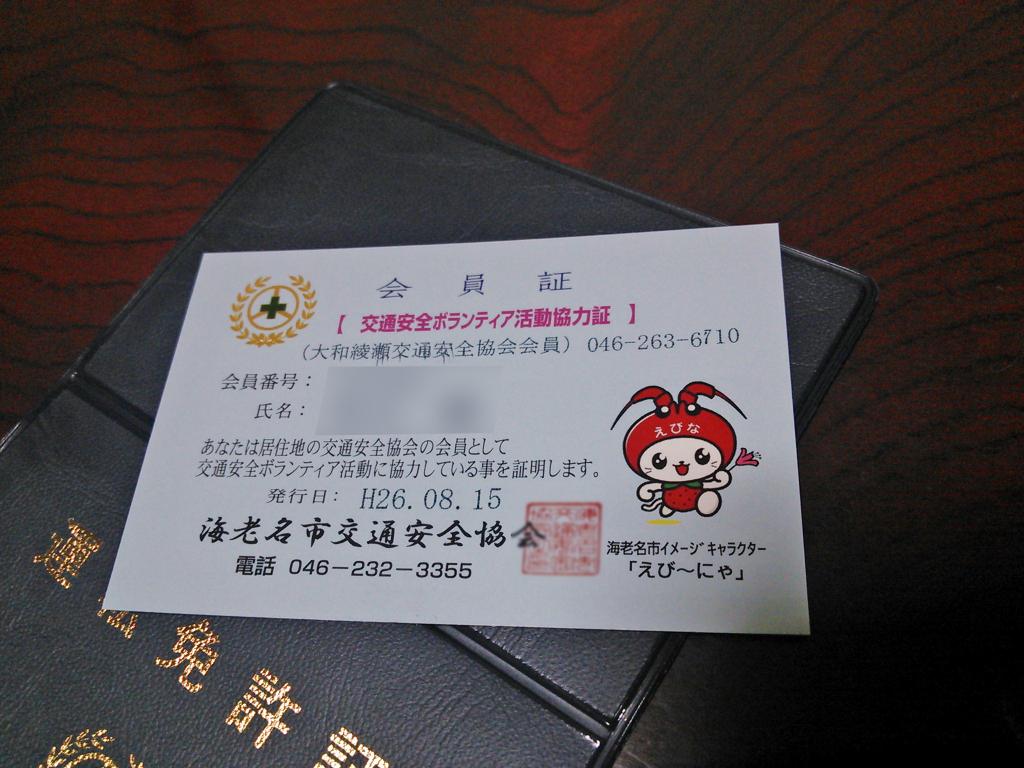 会員証
【 交通安全ボランティア活動協力証 】
（大和綾瀬交通安全協会会員） 046-263-6710
会員番号：
氏名：
えびな
あなたは居住地の交通安全協会の会員として
交通安全ボランティア活動に協力している事を証明します。
発行日： H26.08.15
海老名市交通安全協会
電話 046－232－3355
海老名市イメージキャラクター
「えび～にゃ」
運転免許証